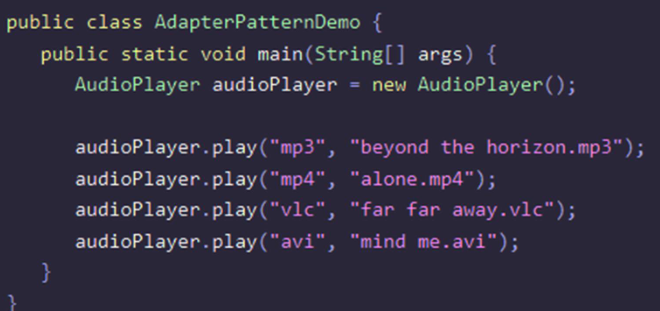 public class AdapterPatternDemo {
public static void main(String[] args) {
AudioPlayer audioPlayer = new AudioPlayer();
audioPlayer.play("mp3", "beyond the horizon.mp3");
audioPlayer.play("mp4", "alone.mp4");
audioPlayer.play("vlc", "far far away.vlc");
audioPlayer.play("avi", "mind me.avi");
}
}